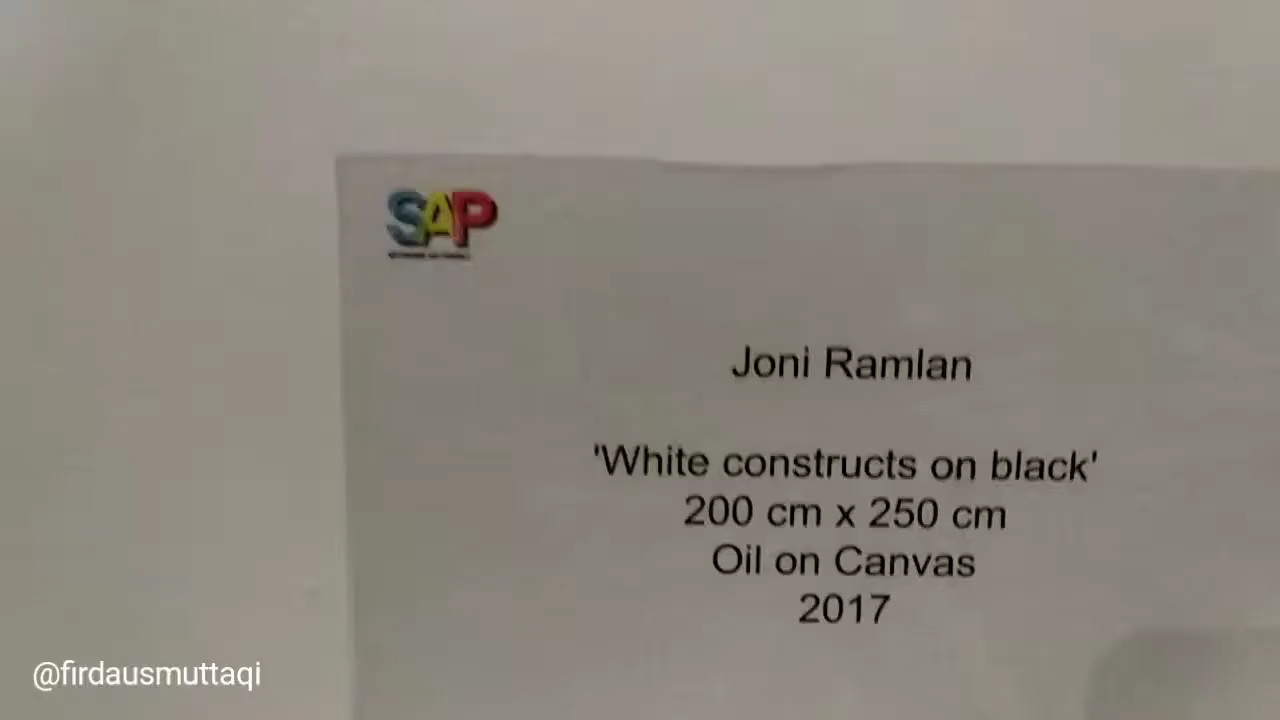 SAP
Joni Ramlan
'White constructs on black'
200 cm x 250 cm
Oil on Canvas
2017
@firdausmuttaqi